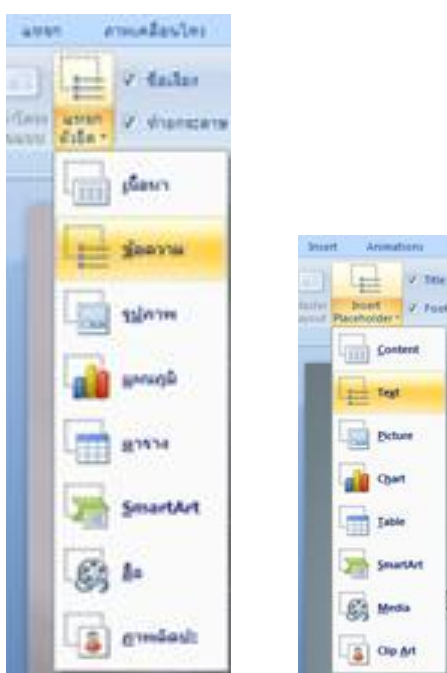 แทรก ภาพเคลื่อนไหว
ชื่อเรื่อง
แทรก
ตัวยึด
ท้ายกระดาษ
เนื้อหา
ข้อความ
รูปภาพ
แผนภูมิ
ตาราง
SmartArt
สื่อ
ภาพตัดปะ
Insert Animations
Title
Insert
Placeholder
Foot
Content
Text
Picture
Chart
Table
SmartArt
Media
Clip Art